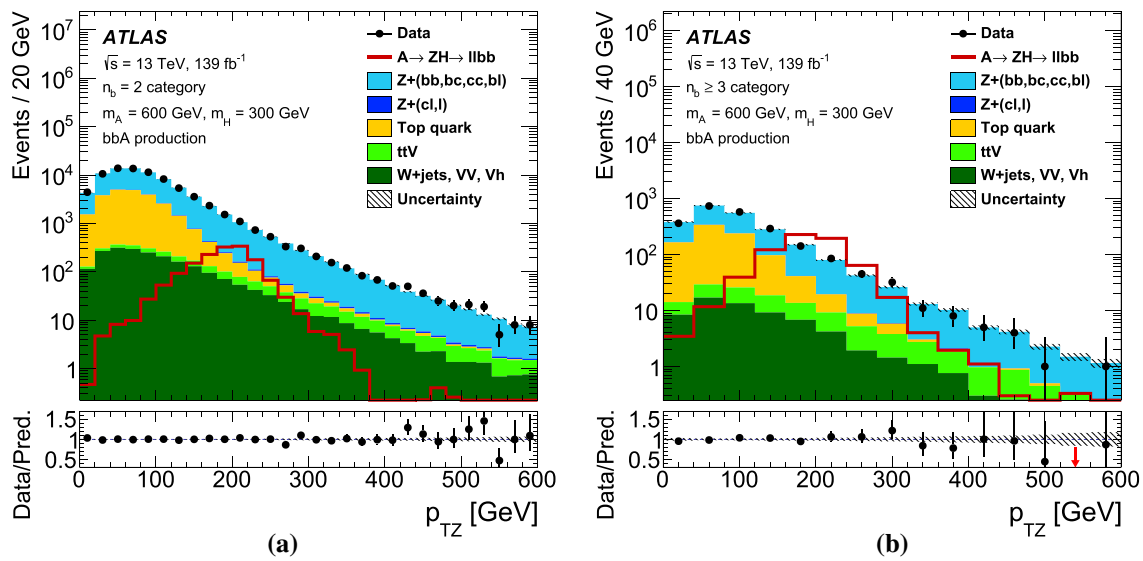 ATLAS
√s = 13 TeV, 139 fb⁻¹
n_b = 2 category
m_A = 600 GeV, m_H = 300 GeV
bbA production
Data
A→ ZH→ llbb
Z+(bb,bc,cc,bl)
Z+(cl,l)
Top quark
ttV
W+jets, VV, Vh
Uncertainty
Events / 20 GeV
10⁷
10⁶
10⁵
10⁴
10³
10²
10
1
Data/Pred.
1.5
1
0.5
0 100 200 300 400 500 600
p_TZ [GeV]
(a)
ATLAS
√s = 13 TeV, 139 fb⁻¹
n_b ≥ 3 category
m_A = 600 GeV, m_H = 300 GeV
bbA production
Data
A→ ZH→ llbb
Z+(bb,bc,cc,bl)
Z+(cl,l)
Top quark
ttV
W+jets, VV, Vh
Uncertainty
Events / 40 GeV
10⁶
10⁵
10⁴
10³
10²
10
1
Data/Pred.
1.5
1
0.5
0 100 200 300 400 500 600
p_TZ [GeV]
(b)